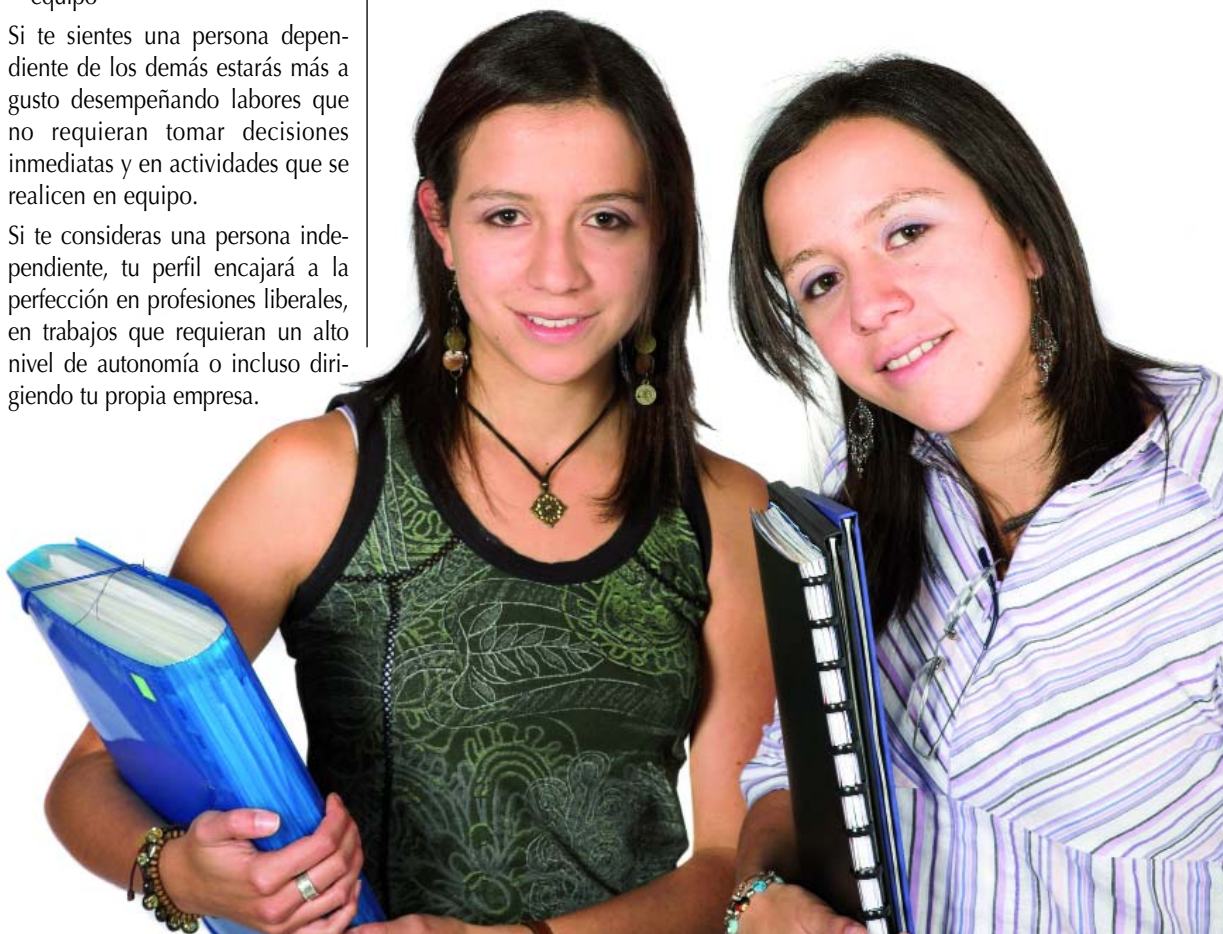 equipo
Si te sientes una persona depen-
diente de los demás estarás más a
gusto desempeñando labores que
no requieran tomar decisiones
inmediatas y en actividades que se
realicen en equipo.
Si te consideras una persona inde-
pendiente, tu perfil encajará a la
perfección en profesiones liberales,
en trabajos que requieran un alto
nivel de autonomía o incluso diri-
giendo tu propia empresa.